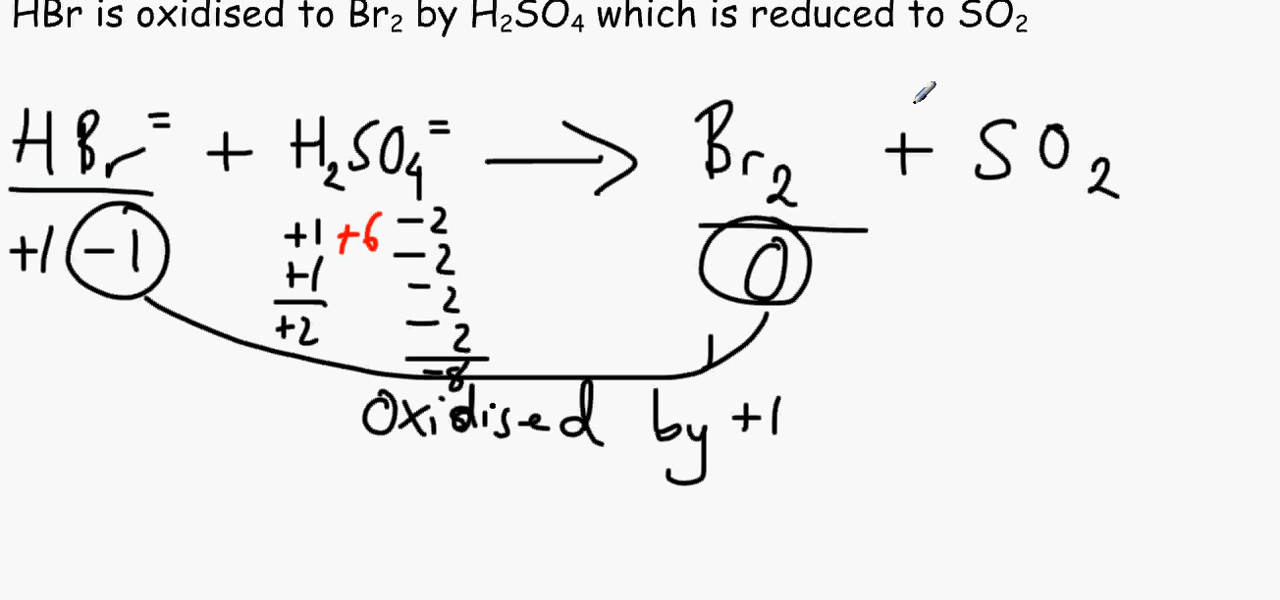 HBr is oxidised to Br₂ by H₂SO₄ which is reduced to SO₂
HBr = + H₂SO₄ = → Br₂ + SO₂
+1 -1 +1 +6 -2 0
+1 -2
+2 -2
-2
-8
Oxidised by +1